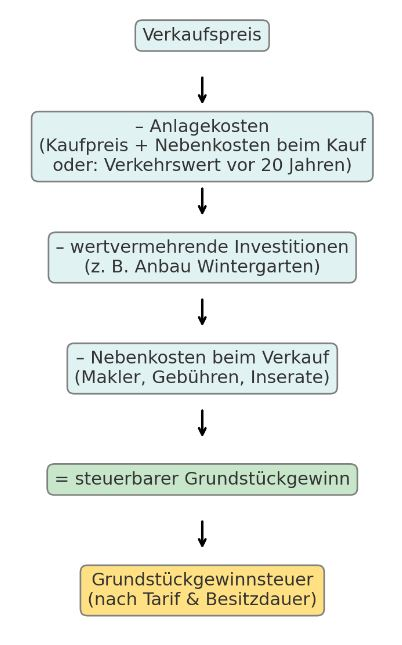 Verkaufspreis
– Anlagekosten
(Kaufpreis + Nebenkosten beim Kauf
oder: Verkehrswert vor 20 Jahren)
– wertvermehrende Investitionen
(z. B. Anbau Wintergarten)
– Nebenkosten beim Verkauf
(Makler, Gebühren, Inserate)
= steuerbarer Grundstückgewinn
Grundstückgewinnsteuer
(nach Tarif & Besitzdauer)